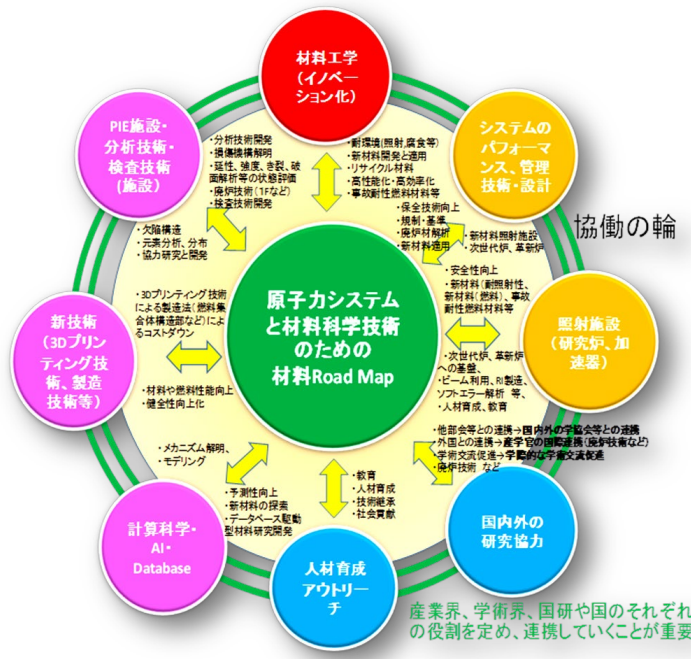 材料工学
(イノベー
ション化)
PIE施設・
分析技術・
検査技術
(施設)
システムの
パフォーマ
ンス、管理
技術・設計
・分析技術開発
・損傷機構解明
・延性、強度、き裂、破
面解析等の状態評価
・廃炉技術(1Fなど)
・検査技術開発
・耐環境(照射,腐食等)
・新材料開発と適用
・リサイクル材料
・高性能化・高効率化
・事故耐性燃料材料等
・保全技術向上
・規制・基準
・廃炉材解析
・新材料適用
・欠陥構造
・元素分析、分布
・協力研究と開発
・新材料照射施設
・次世代炉、革新炉
協働の輪
新技術
(3Dプリン
ティング技
術、製造
技術等)
・3Dプリンティング技術
による製造法(燃料集
合体構造部など)によ
るコストダウン
・材料や燃料性能向上
・健全性向上化
原子力システム
と材料科学技術
のための
材料Road Map
・安全性向上
・新材料(耐照射性、
新材料(燃料)、事故
耐性燃料材料等
・次世代炉、革新炉
への基盤、
・ビーム利用、RI製造、
ソフトエラー解析 等、
・人材育成、教育
照射施設
(研究炉、加
速器)
・他部会等との連携→国内外の学協会等との連携
・外国との連携→産学官の国際連携(廃炉技術など)
・学術交流促進→学際的な学術交流促進
・廃炉技術 など
・メカニズム解明、
・モデリング
・予測性向上
・新材料の探索
・データベース駆動
型材料研究開発
・教育
・人材育成
・技術継承
・社会貢献
計算科学・
AI・
Database
人材育成
アウトリー
チ
国内外の
研究協力
産業界、学術界、国研や国のそれぞれ
の役割を定め、連携していくことが重要